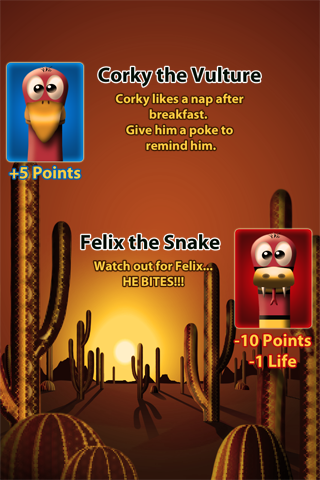 Corky the Vulture
Corky likes a nap after
breakfast.
Give him a poke to
remind him.
+5 Points
Felix the Snake
Watch out for Felix...
HE BITES!!!
-10 Points
-1 Life